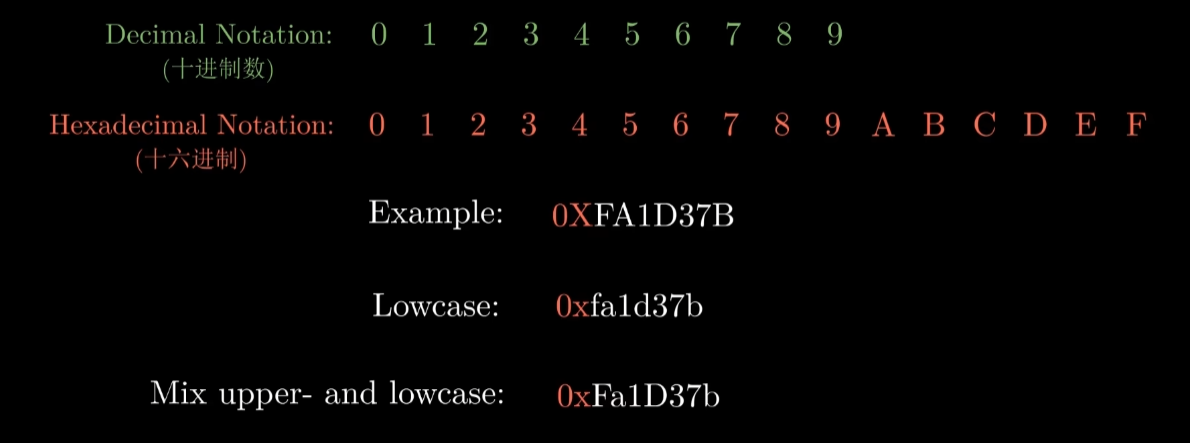 Decimal Notation: 0 1 2 3 4 5 6 7 8 9
(十进制数)
Hexadecimal Notation: 0 1 2 3 4 5 6 7 8 9 A B C D E F
(十六进制)
Example: 0XFA1D37B
Lowcase: 0xfa1d37b
Mix upper- and lowcase: 0xFa1D37b